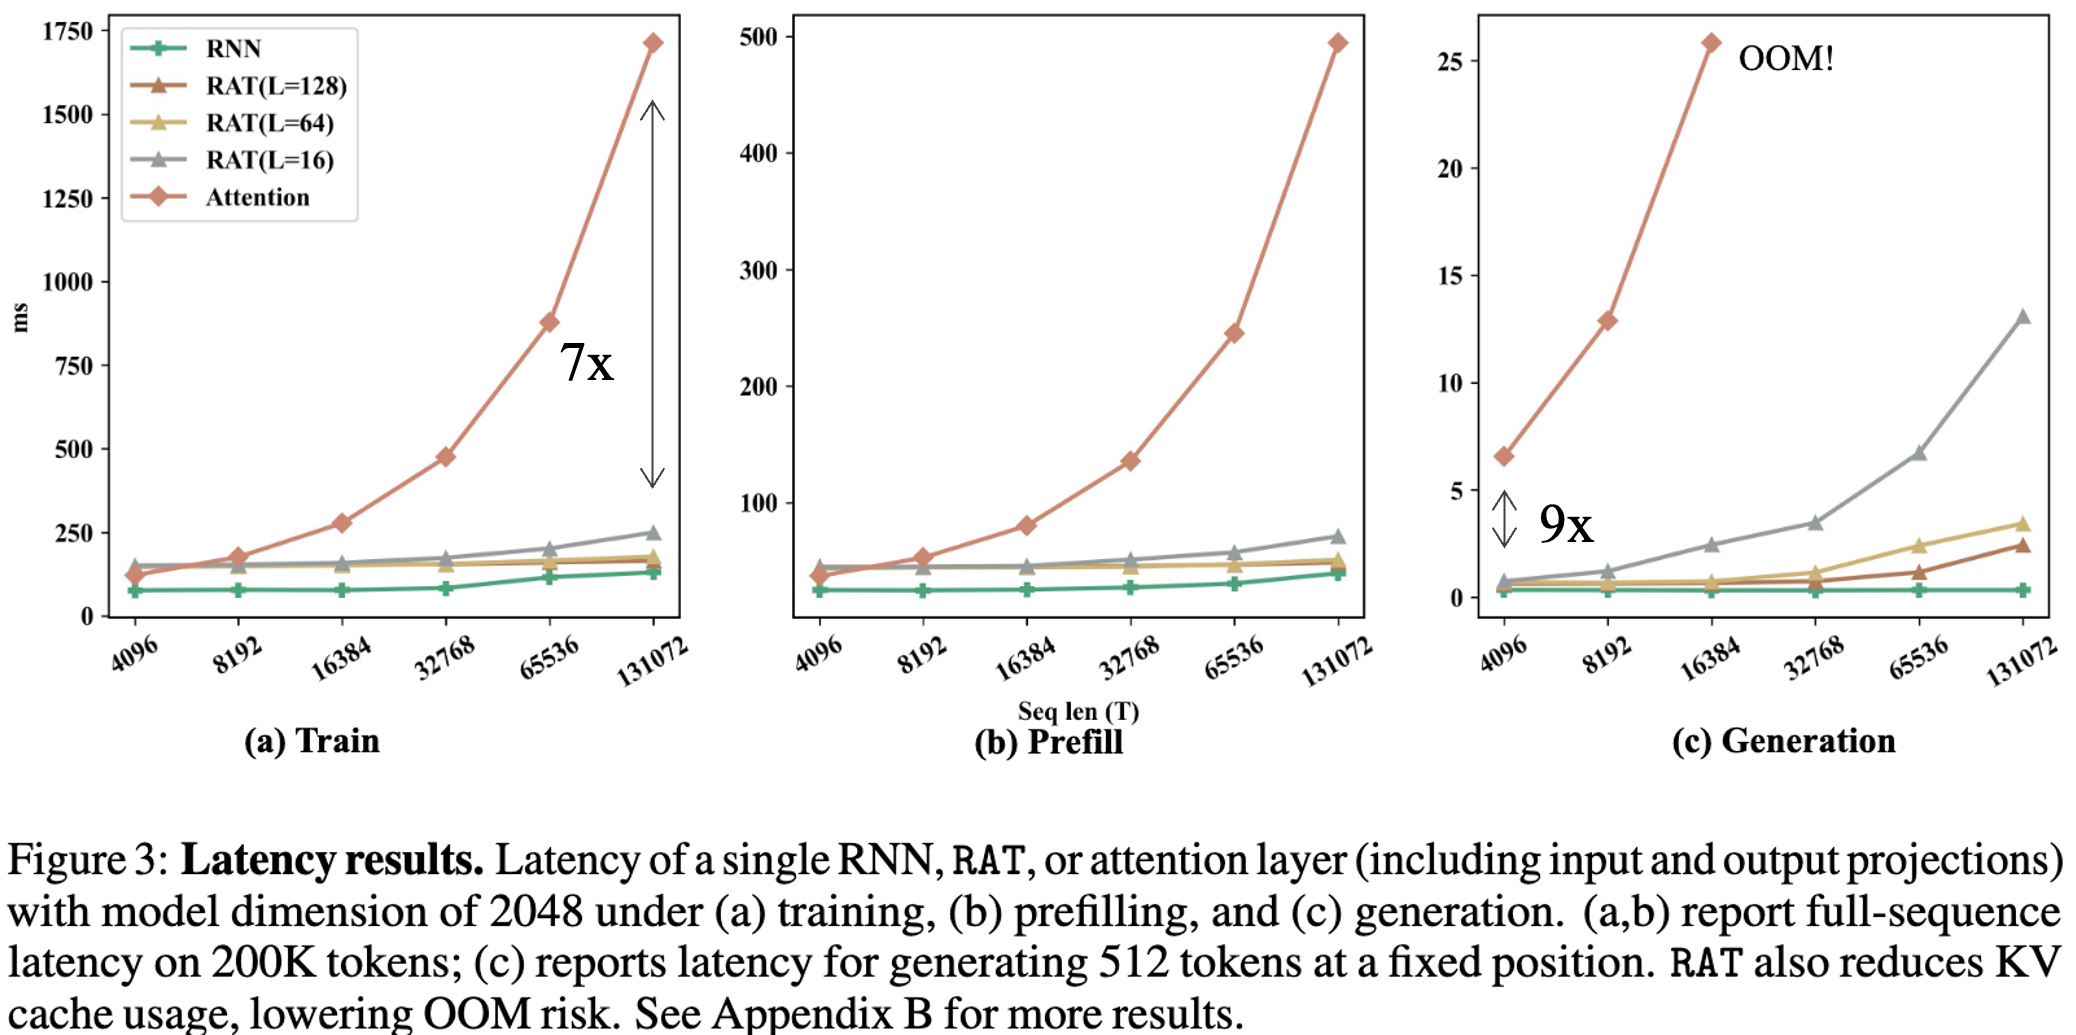 1750
1500
1250
1000
750
500
250
0
ms
RNN
RAT(L=128)
RAT(L=64)
RAT(L=16)
Attention
7x
4096 8192 16384 32768 65536 131072
(a) Train
500
400
300
200
100
4096 8192 16384 32768 65536 131072
Seq len (T)
(b) Prefill
25
20
15
10
5
0
OOM!
9x
4096 8192 16384 32768 65536 131072
(c) Generation
Figure 3: Latency results. Latency of a single RNN, RAT, or attention layer (including input and output projections)
with model dimension of 2048 under (a) training, (b) prefilling, and (c) generation. (a,b) report full-sequence
latency on 200K tokens; (c) reports latency for generating 512 tokens at a fixed position. RAT also reduces KV
cache usage, lowering OOM risk. See Appendix B for more results.